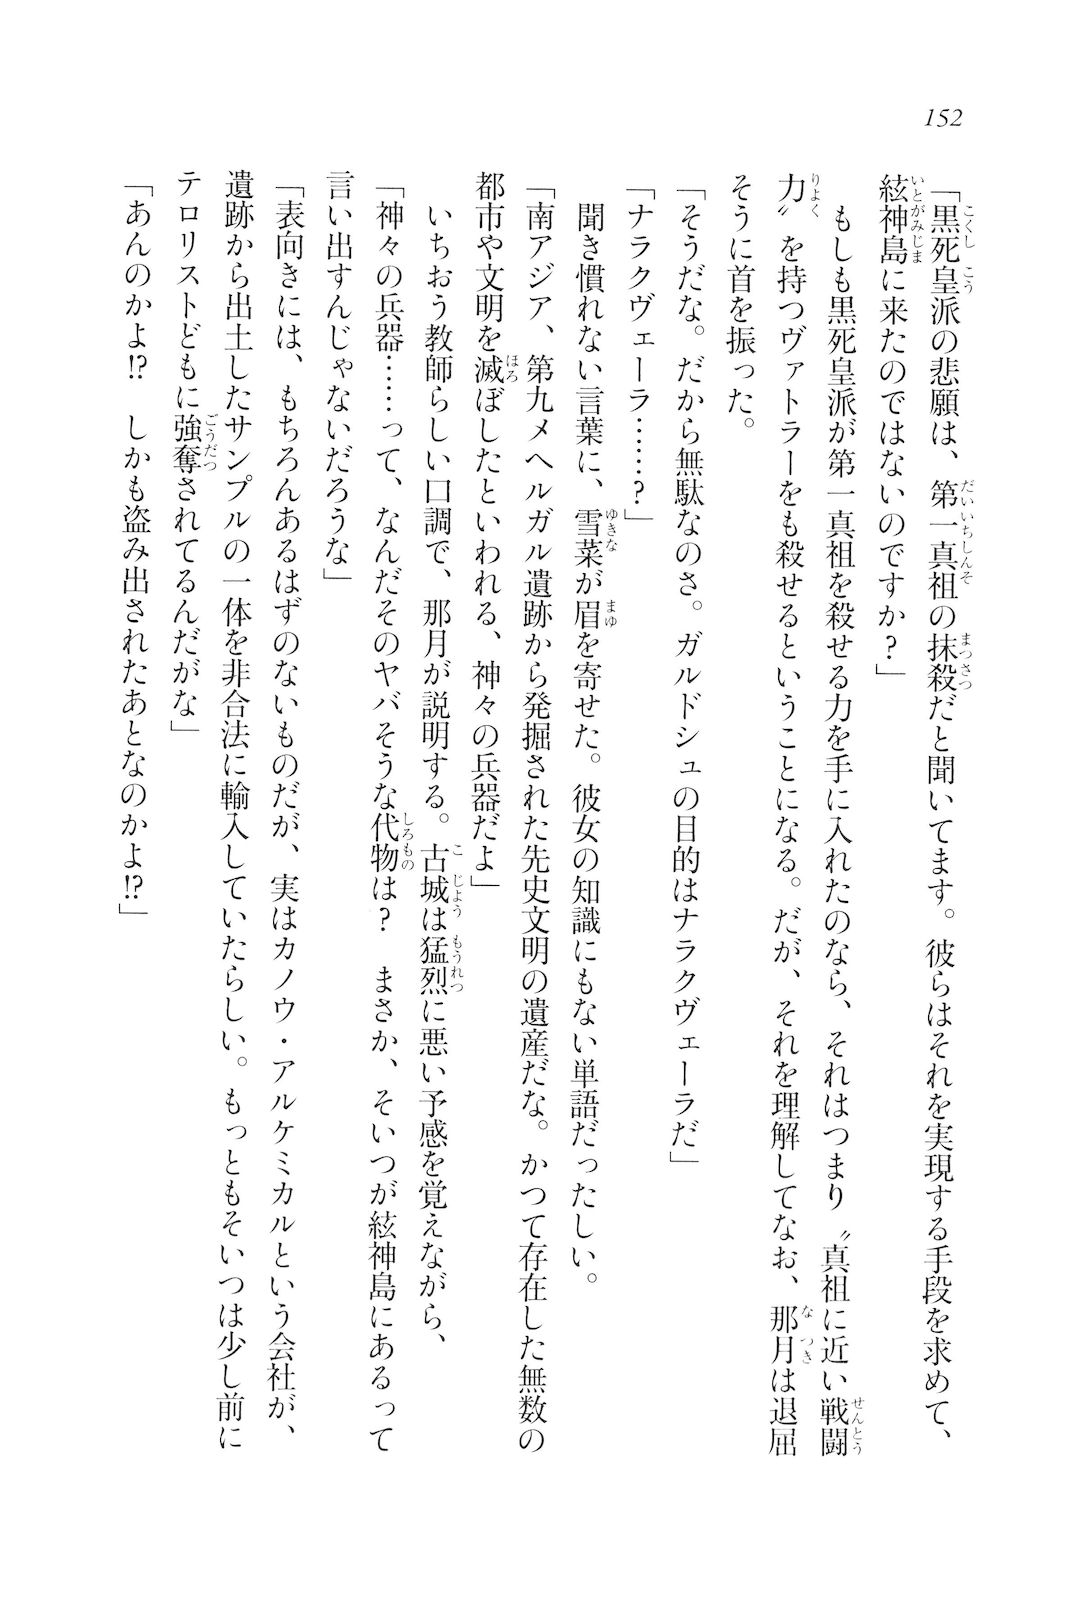 152
「黒死皇派の悲願は、第一真祖の抹殺だと聞いてます。彼らはそれを実現する手段を求めて、
絃神島に来たのではないのですか？」
　もしも黒死皇派が第一真祖を殺せる力を手に入れたのなら、それはつまり〝真祖に近い戦闘
力〟を持つヴァトラーをも殺せるということになる。だが、それを理解してなお、那月は退屈
そうに首を振った。
「そうだな。だから無駄なのさ。ガルドシュの目的はナラクヴェーラだ」
「ナラクヴェーラ……？」
　聞き慣れない言葉に、雪菜が眉を寄せた。彼女の知識にもない単語だったしい。
「南アジア、第九メヘルガル遺跡から発掘された先史文明の遺産だな。かつて存在した無数の
都市や文明を滅ぼしたといわれる、神々の兵器だよ」
　いちおう教師らしい口調で、那月が説明する。古城は猛烈に悪い予感を覚えながら、
「神々の兵器……って、なんだそのヤバそうな代物は？　まさか、そいつが絃神島にあるって
言い出すんじゃないだろうな」
「表向きには、もちろんあるはずのないものだが、実はカノウ・アルケミカルという会社が、
遺跡から出土したサンプルの一体を非合法に輸入していたらしい。もっともそいつは少し前に
テロリストどもに強奪されてるんだがな」
「あんのかよ!?　しかも盗み出されたあとなのかよ!?」